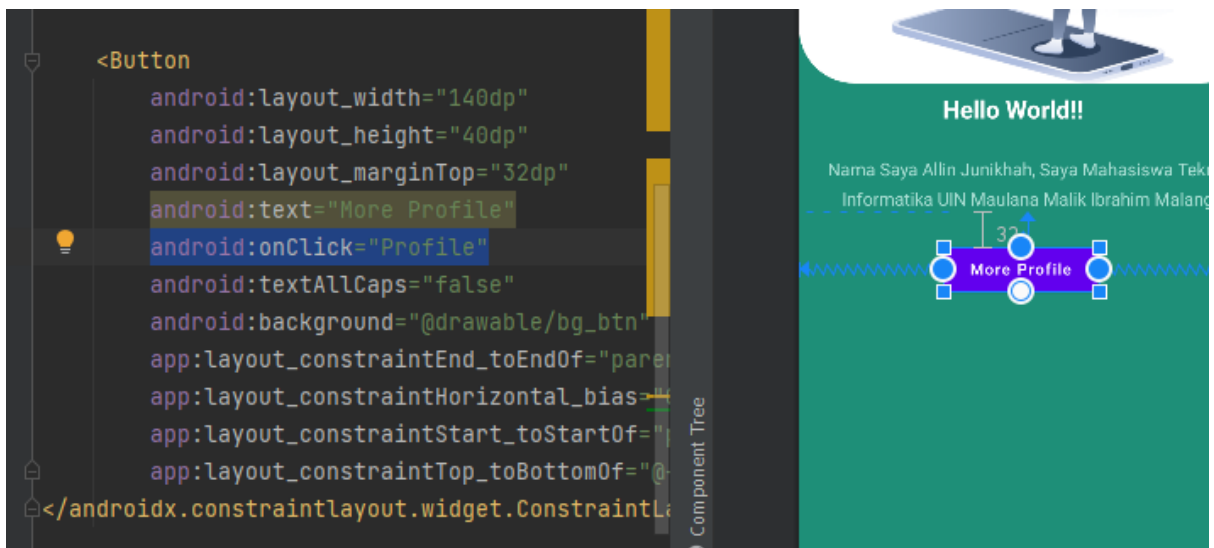 <Button
android:layout_width="140dp"
android:layout_height="40dp"
android:layout_marginTop="32dp"
android:text="More Profile"
android:onClick="Profile"
android:textAllCaps="false"
android:background="@drawable/bg_btn"
app:layout_constraintEnd_toEndOf="pare
app:layout_constraintHorizontal_bias=
app:layout_constraintStart_toStartOf="
app:layout_constraintTop_toBottomOf="@
</androidx.constraintlayout.widget.ConstraintLa
Component Tree
Hello World!!
Nama Saya Allin Junikhah, Saya Mahasiswa Tek
Informatika UIN Maulana Malik Ibrahim Malang
32
More Profile